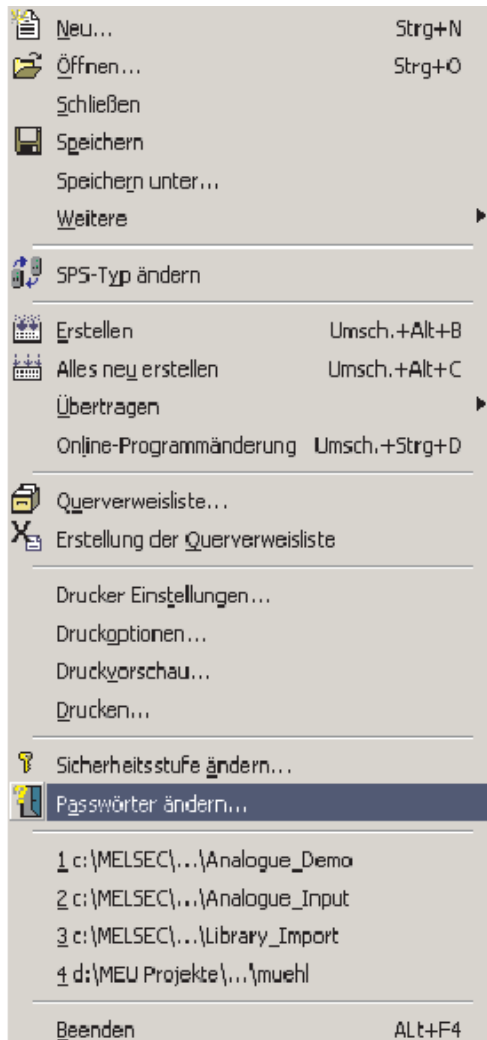 Neu... Strg+N
Öffnen... Strg+O
Schließen
Speichern
Speichern unter...
Weitere
SPS-Typ ändern
Erstellen Umsch.+Alt+B
Alles neu erstellen Umsch.+Alt+C
Übertragen
Online-Programmänderung Umsch.+Strg+D
Querverweisliste...
Erstellung der Querverweisliste
Drucker Einstellungen...
Druckoptionen...
Druckvorschau...
Drucken...
Sicherheitsstufe ändern...
Passwörter ändern...
1 c:\MELSEC\...\Analogue_Demo
2 c:\MELSEC\...\Analogue_Input
3 c:\MELSEC\...\Library_Import
4 d:\MEU Projekte\...\muehl
Beenden ALt+F4